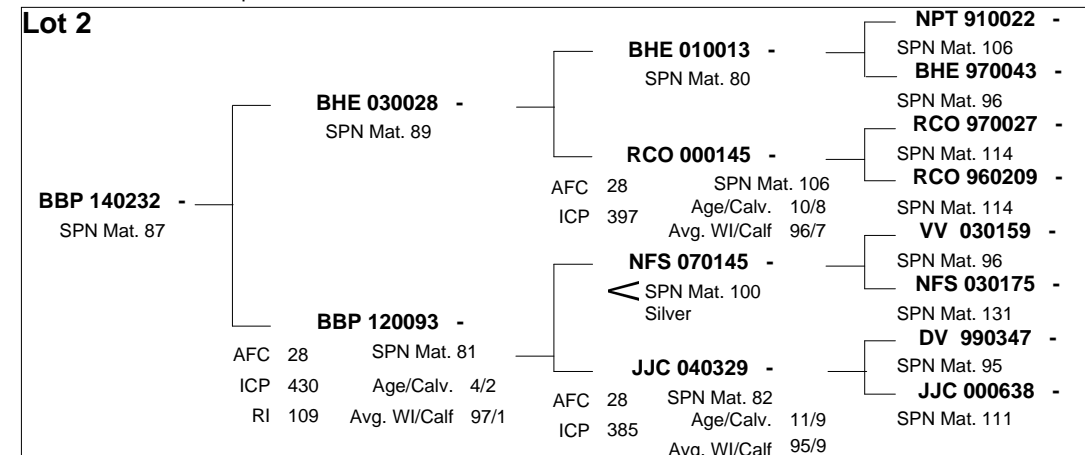 Lot 2
NPT 910022 -
SPN Mat. 106
BHE 010013 -
SPN Mat. 80
BHE 970043 -
SPN Mat. 96
BHE 030028 -
SPN Mat. 89
RCO 970027 -
SPN Mat. 114
RCO 000145 -
AFC 28 SPN Mat. 106
ICP 397 Age/Calv. 10/8
Avg. WI/Calf 96/7
RCO 960209 -
SPN Mat. 114
BBP 140232 -
SPN Mat. 87
VV 030159 -
SPN Mat. 96
NFS 070145 -
SPN Mat. 100
Silver
NFS 030175 -
SPN Mat. 131
BBP 120093 -
AFC 28 SPN Mat. 81
ICP 430 Age/Calv. 4/2
RI 109 Avg. WI/Calf 97/1
DV 990347 -
SPN Mat. 95
JJC 040329 -
AFC 28 SPN Mat. 82
ICP 385 Age/Calv. 11/9
Avg. WI/Calf 95/9
JJC 000638 -
SPN Mat. 111